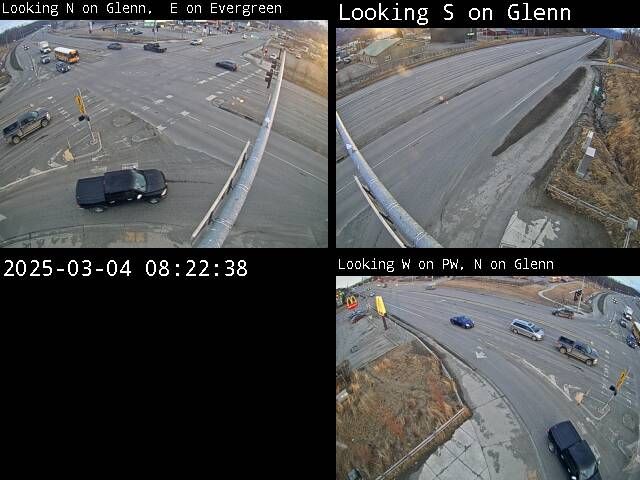 Looking N on Glenn, E on Evergreen
Looking S on Glenn
2025-03-04 08:22:38
Looking W on PW, N on Glenn